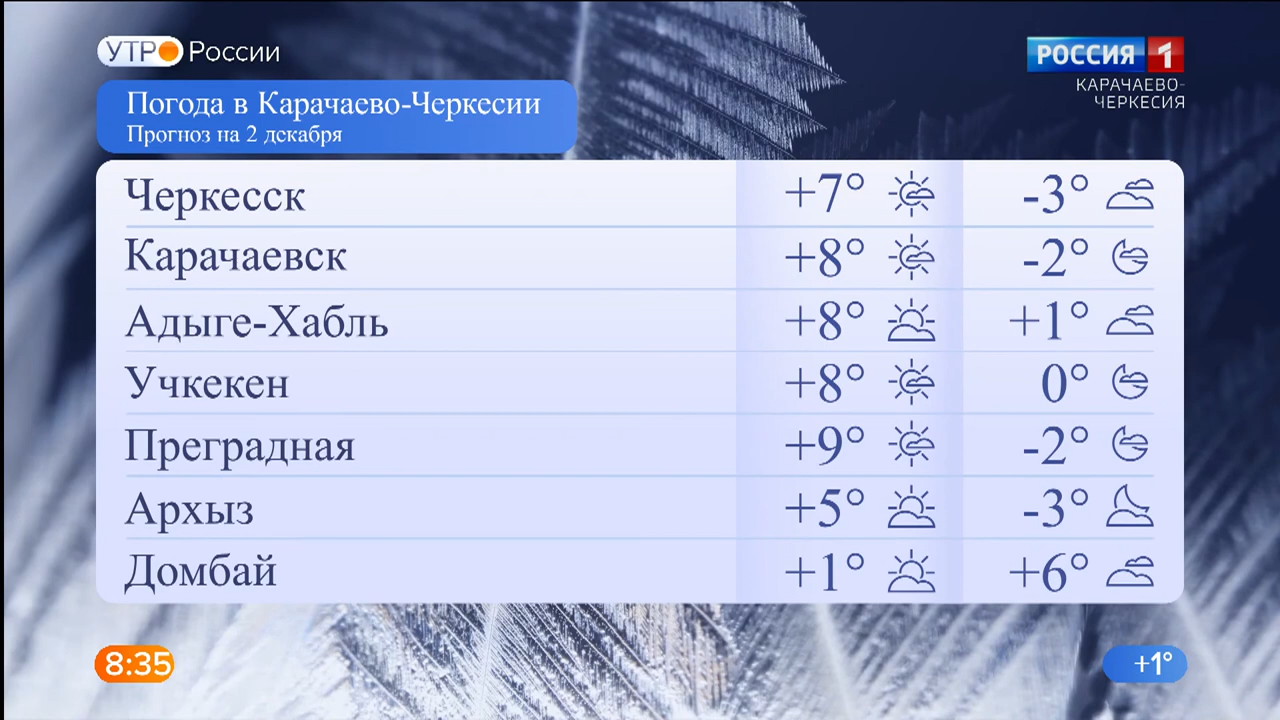 УТРО России
РОССИЯ 1
КАРАЧАЕВО-
ЧЕРКЕСИЯ
Погода в Карачаево-Черкесии
Прогноз на 2 декабря
Черкесск +7° -3°
Карачаевск +8° -2°
Адыге-Хабль +8° +1°
Учкекен +8° 0°
Преградная +9° -2°
Архыз +5° -3°
Домбай +1° +6°
8:35 +1°